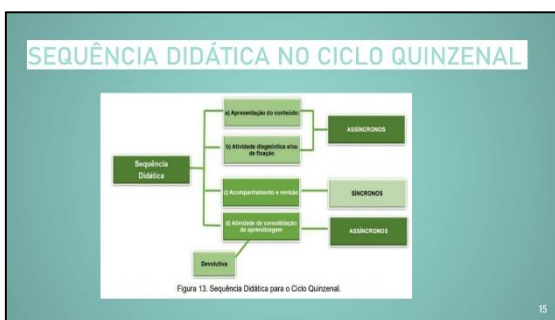 SEQUÊNCIA DIDÁTICA NO CICLO QUINZENAL
a) Apresentação do conteúdo
b) Atividade diagnóstica e/ou
de fixação
ASSÍNCRONOS
Sequência
Didática
c) Acompanhamento e revisão
SÍNCRONOS
d) Atividade de consolidação
da aprendizagem
ASSÍNCRONOS
Devolutiva
Figura 13. Sequência Didática para o Ciclo Quinzenal.
15